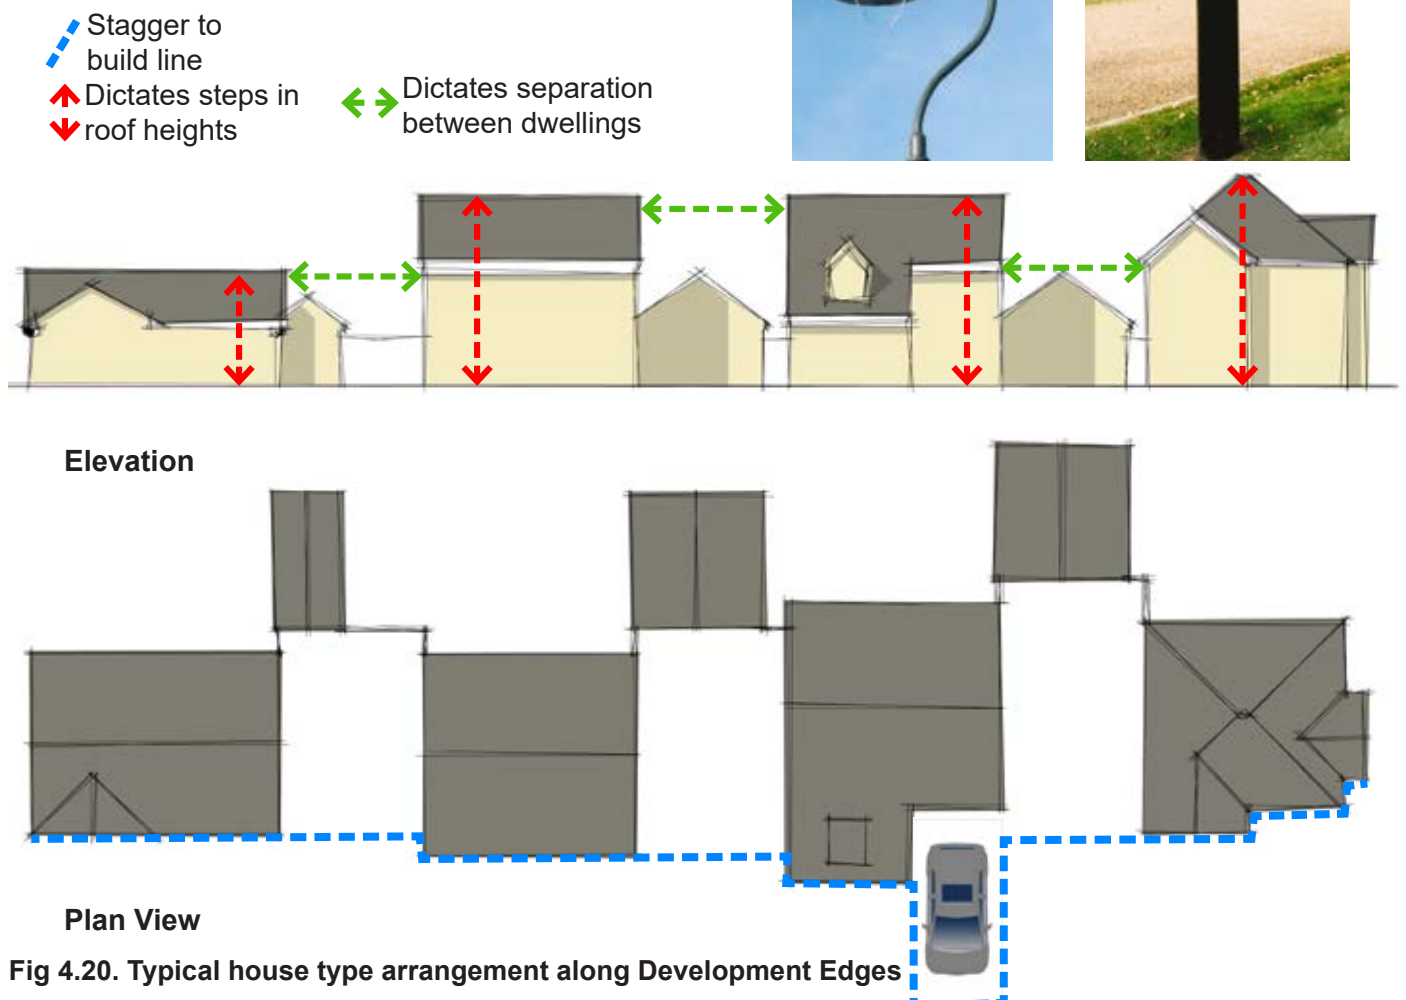 Stagger to
build line
Dictates steps in
roof heights
Dictates separation
between dwellings
Elevation
Plan View
Fig 4.20. Typical house type arrangement along Development Edges